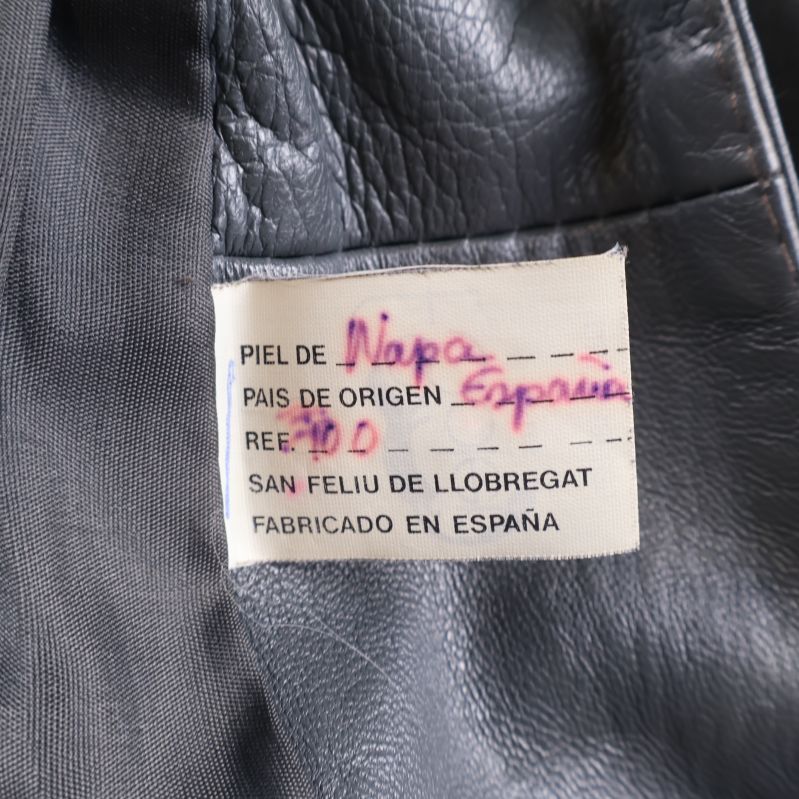 PIEL DE Napa
PAIS DE ORIGEN España
REF.
SAN FELIU DE LLOBREGAT
FABRICADO EN ESPAÑA